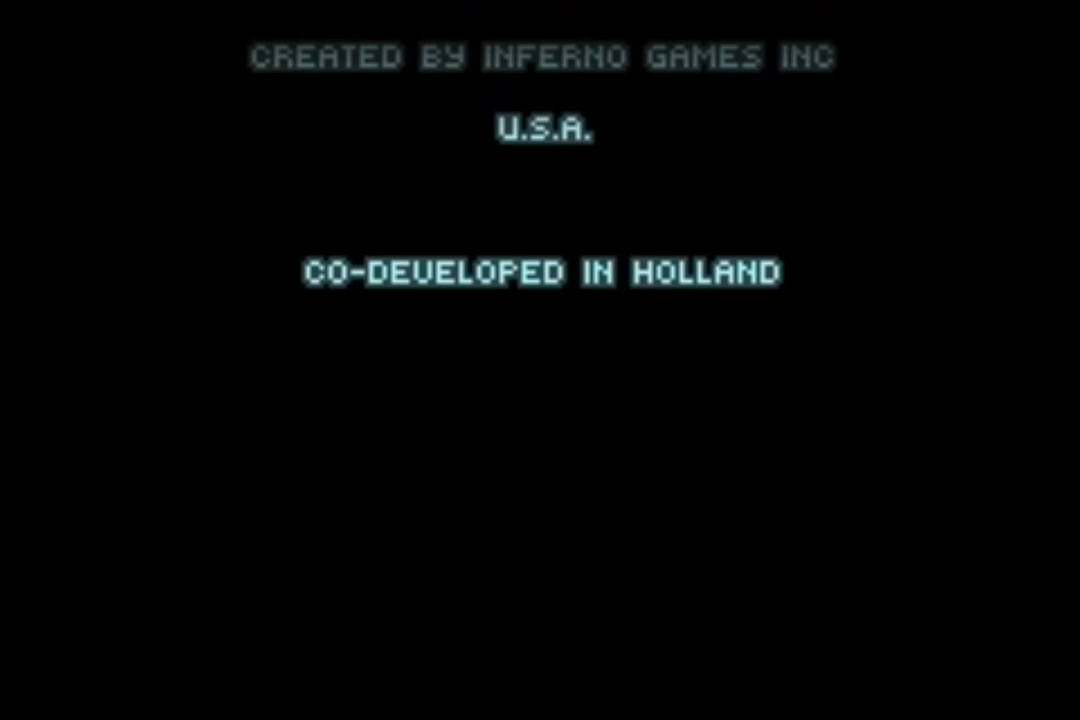 CREATED BY INFERNO GAMES INC
U.S.A.
CO-DEVELOPED IN HOLLAND